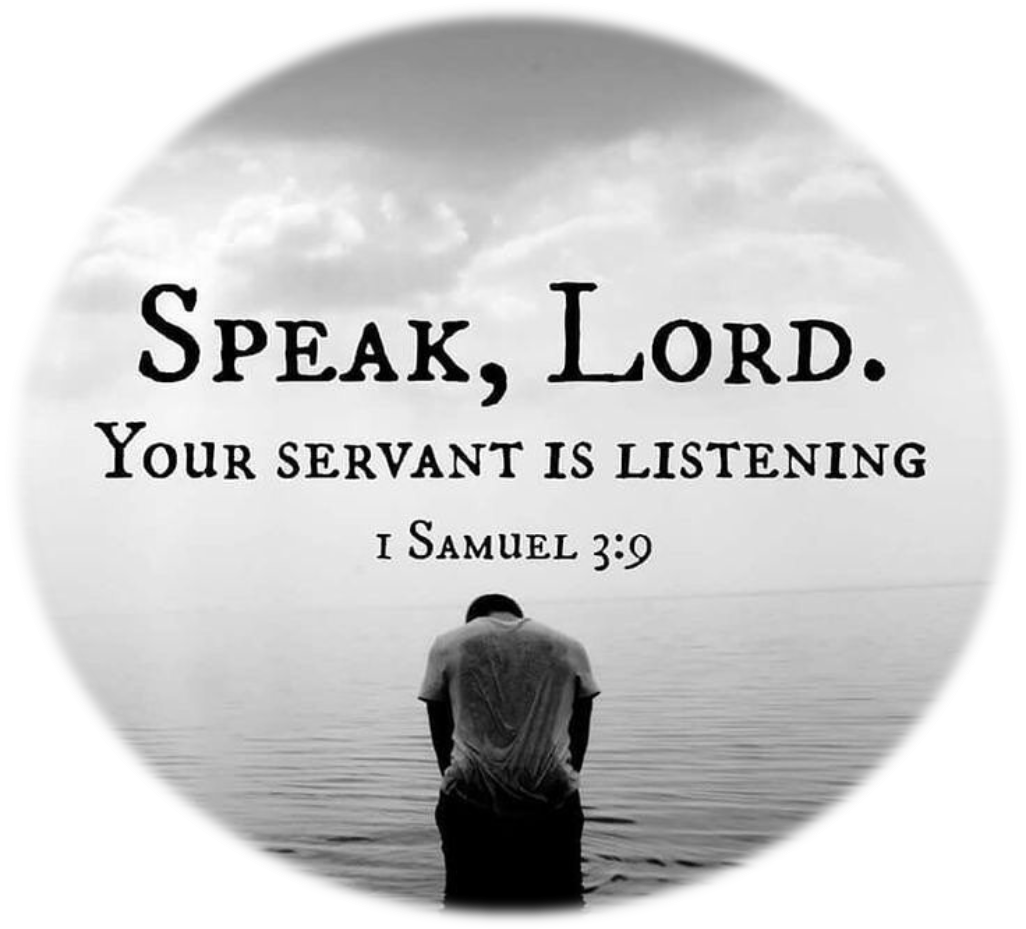 Speak, Lord.
Your servant is listening
1 Samuel 3:9